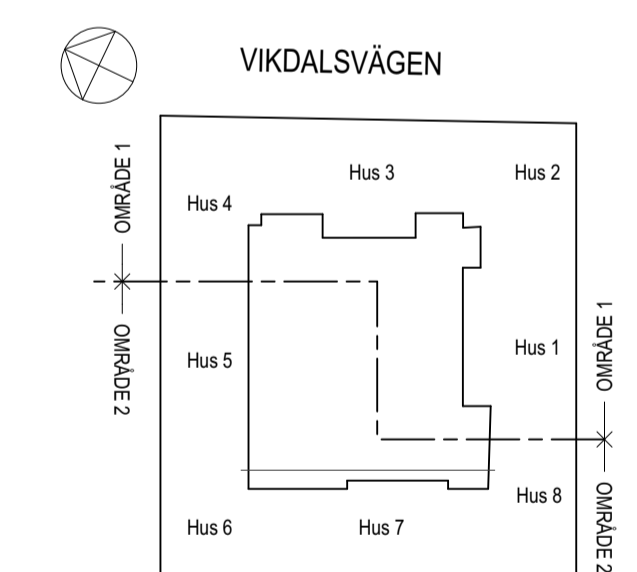 VIKDALSVÄGEN
Hus 3
Hus 2
Hus 4
OMRÅDE 1
OMRÅDE 2
Hus 5
Hus 1
OMRÅDE 1
OMRÅDE 2
Hus 8
Hus 6
Hus 7